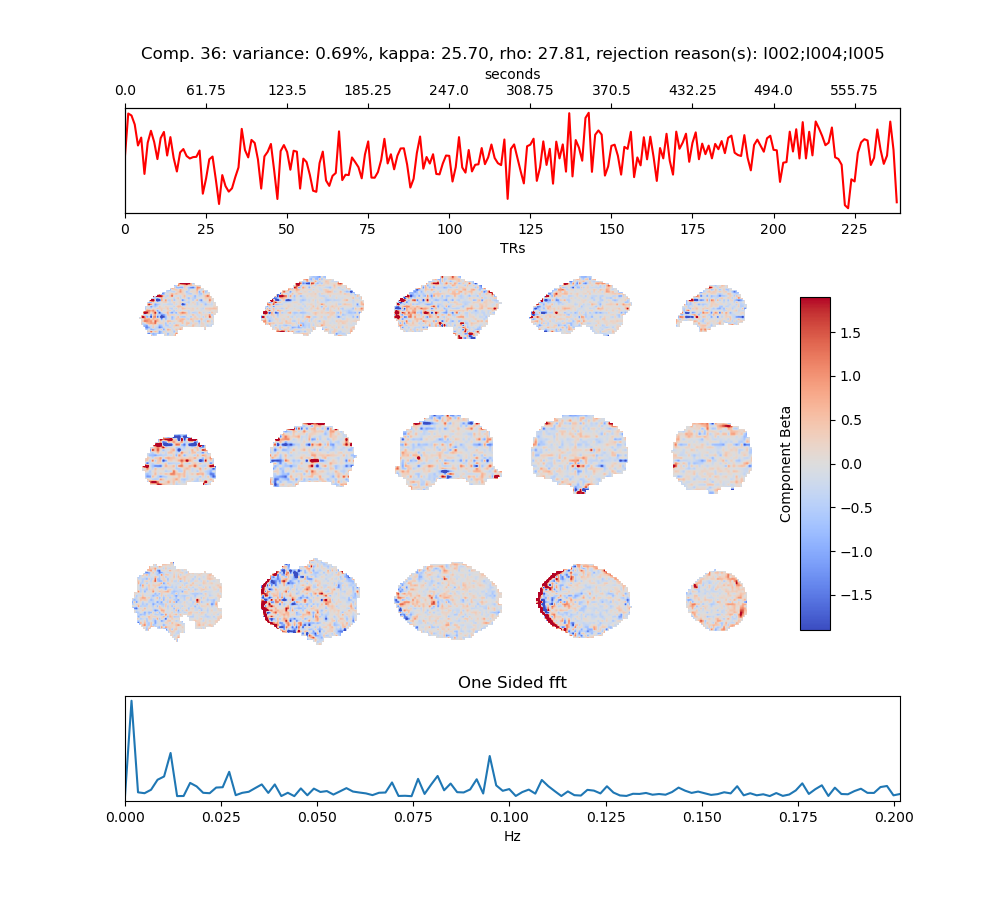 Comp. 36: variance: 0.69%, kappa: 25.70, rho: 27.81, rejection reason(s): I002;I004;I005
seconds
0.0 61.75 123.5 185.25 247.0 308.75 370.5 432.25 494.0 555.75
0 25 50 75 100 125 150 175 200 225
TRs
1.5
1.0
0.5
0.0
−0.5
−1.0
−1.5
Component Beta
One Sided fft
0.000 0.025 0.050 0.075 0.100 0.125 0.150 0.175 0.200
Hz